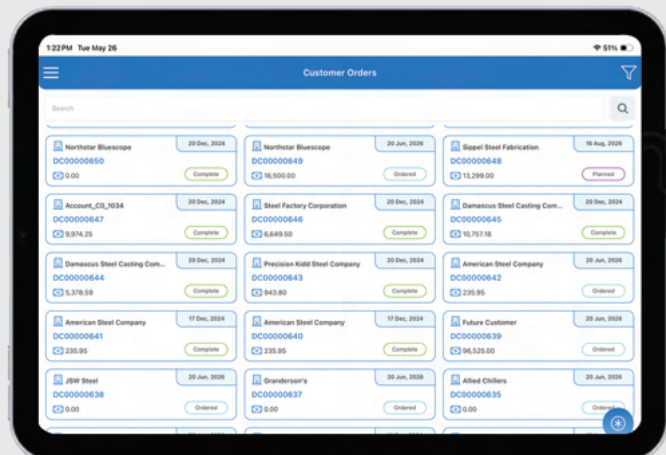 1:22 PM Tue May 26
51%
Customer Orders
Search
Northstar Bluescope 20 Dec, 2024
DC00000650
0.00 Complete
Northstar Bluescope 20 Jun, 2026
DC00000649
16,500.00 Ordered
Sippel Steel Fabrication 16 Aug, 2026
DC00000648
13,299.00 Planned
Account_C0_1034 20 Dec, 2024
DC00000647
9,974.25 Complete
Steel Factory Corporation 20 Dec, 2024
DC00000646
6,649.50 Complete
Damascus Steel Casting Com... 20 Dec, 2024
DC00000645
10,757.18 Complete
Damascus Steel Casting Com... 20 Dec, 2024
DC00000644
5,378.59 Complete
Precision Kidd Steel Company 20 Dec, 2024
DC00000643
943.80 Complete
American Steel Company 20 Jun, 2026
DC00000642
235.95 Ordered
American Steel Company 17 Dec, 2024
DC00000641
235.95 Complete
American Steel Company 17 Dec, 2024
DC00000640
235.95 Complete
Future Customer 20 Jun, 2026
DC00000639
96,525.00 Ordered
JSW Steel 20 Jun, 2026
DC00000638
0.00 Ordered
Granderson's 20 Jun, 2026
DC00000637
0.00 Ordered
Allied Chillers 20 Jun, 2026
DC00000635
0.00 Ordered